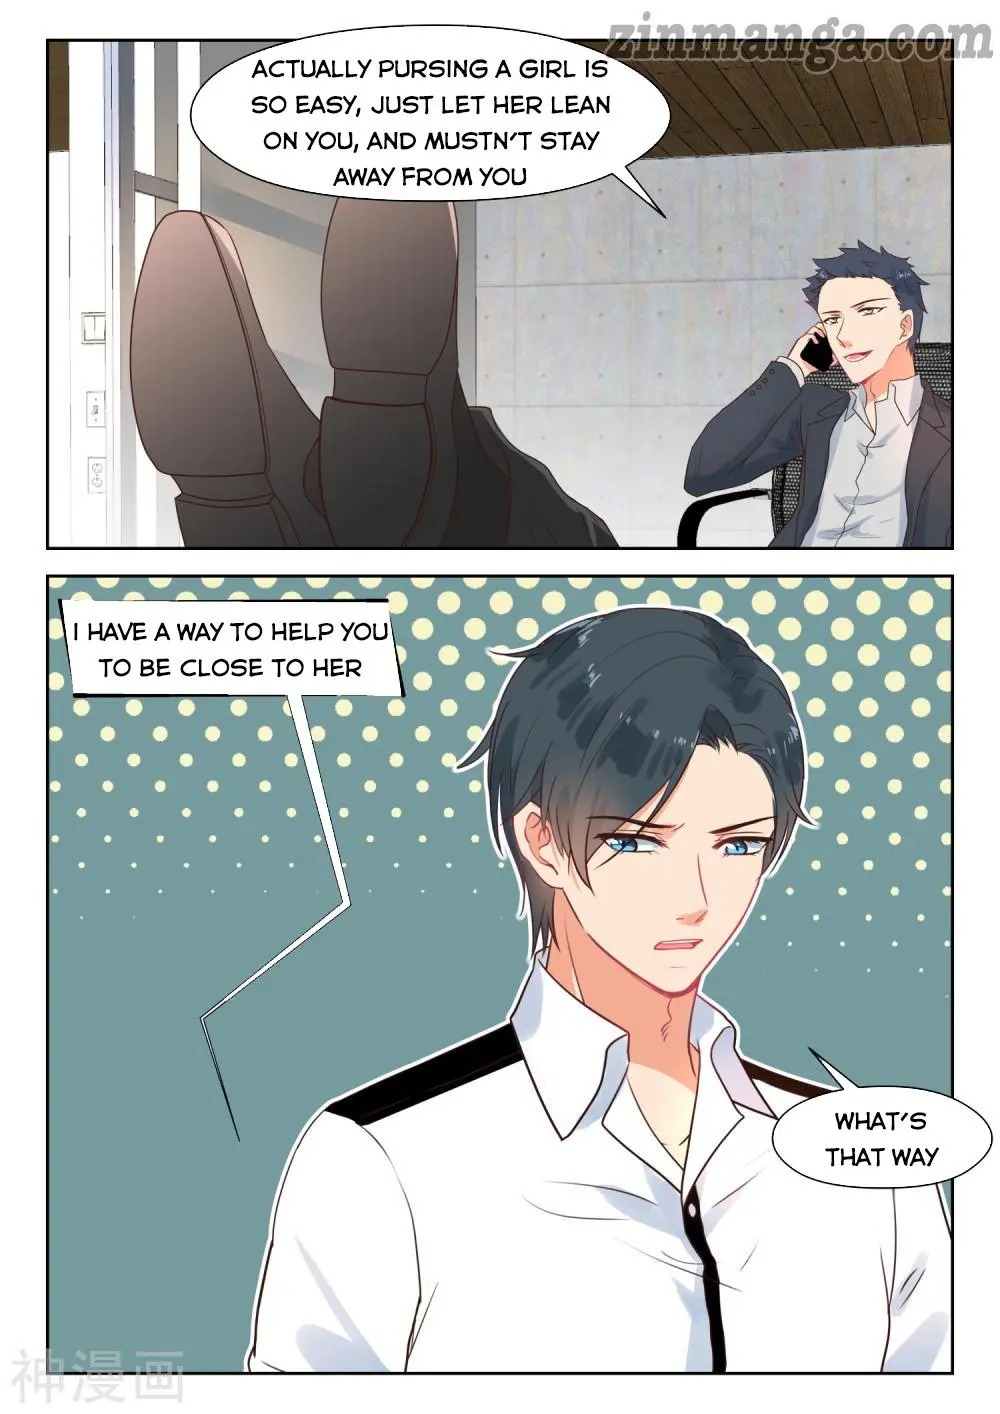 zinmanga.com
ACTUALLY PURSING A GIRL IS
SO EASY, JUST LET HER LEAN
ON YOU, AND MUSTN'T STAY
AWAY FROM YOU
I HAVE A WAY TO HELP YOU
TO BE CLOSE TO HER
WHAT'S
THAT WAY
神漫画